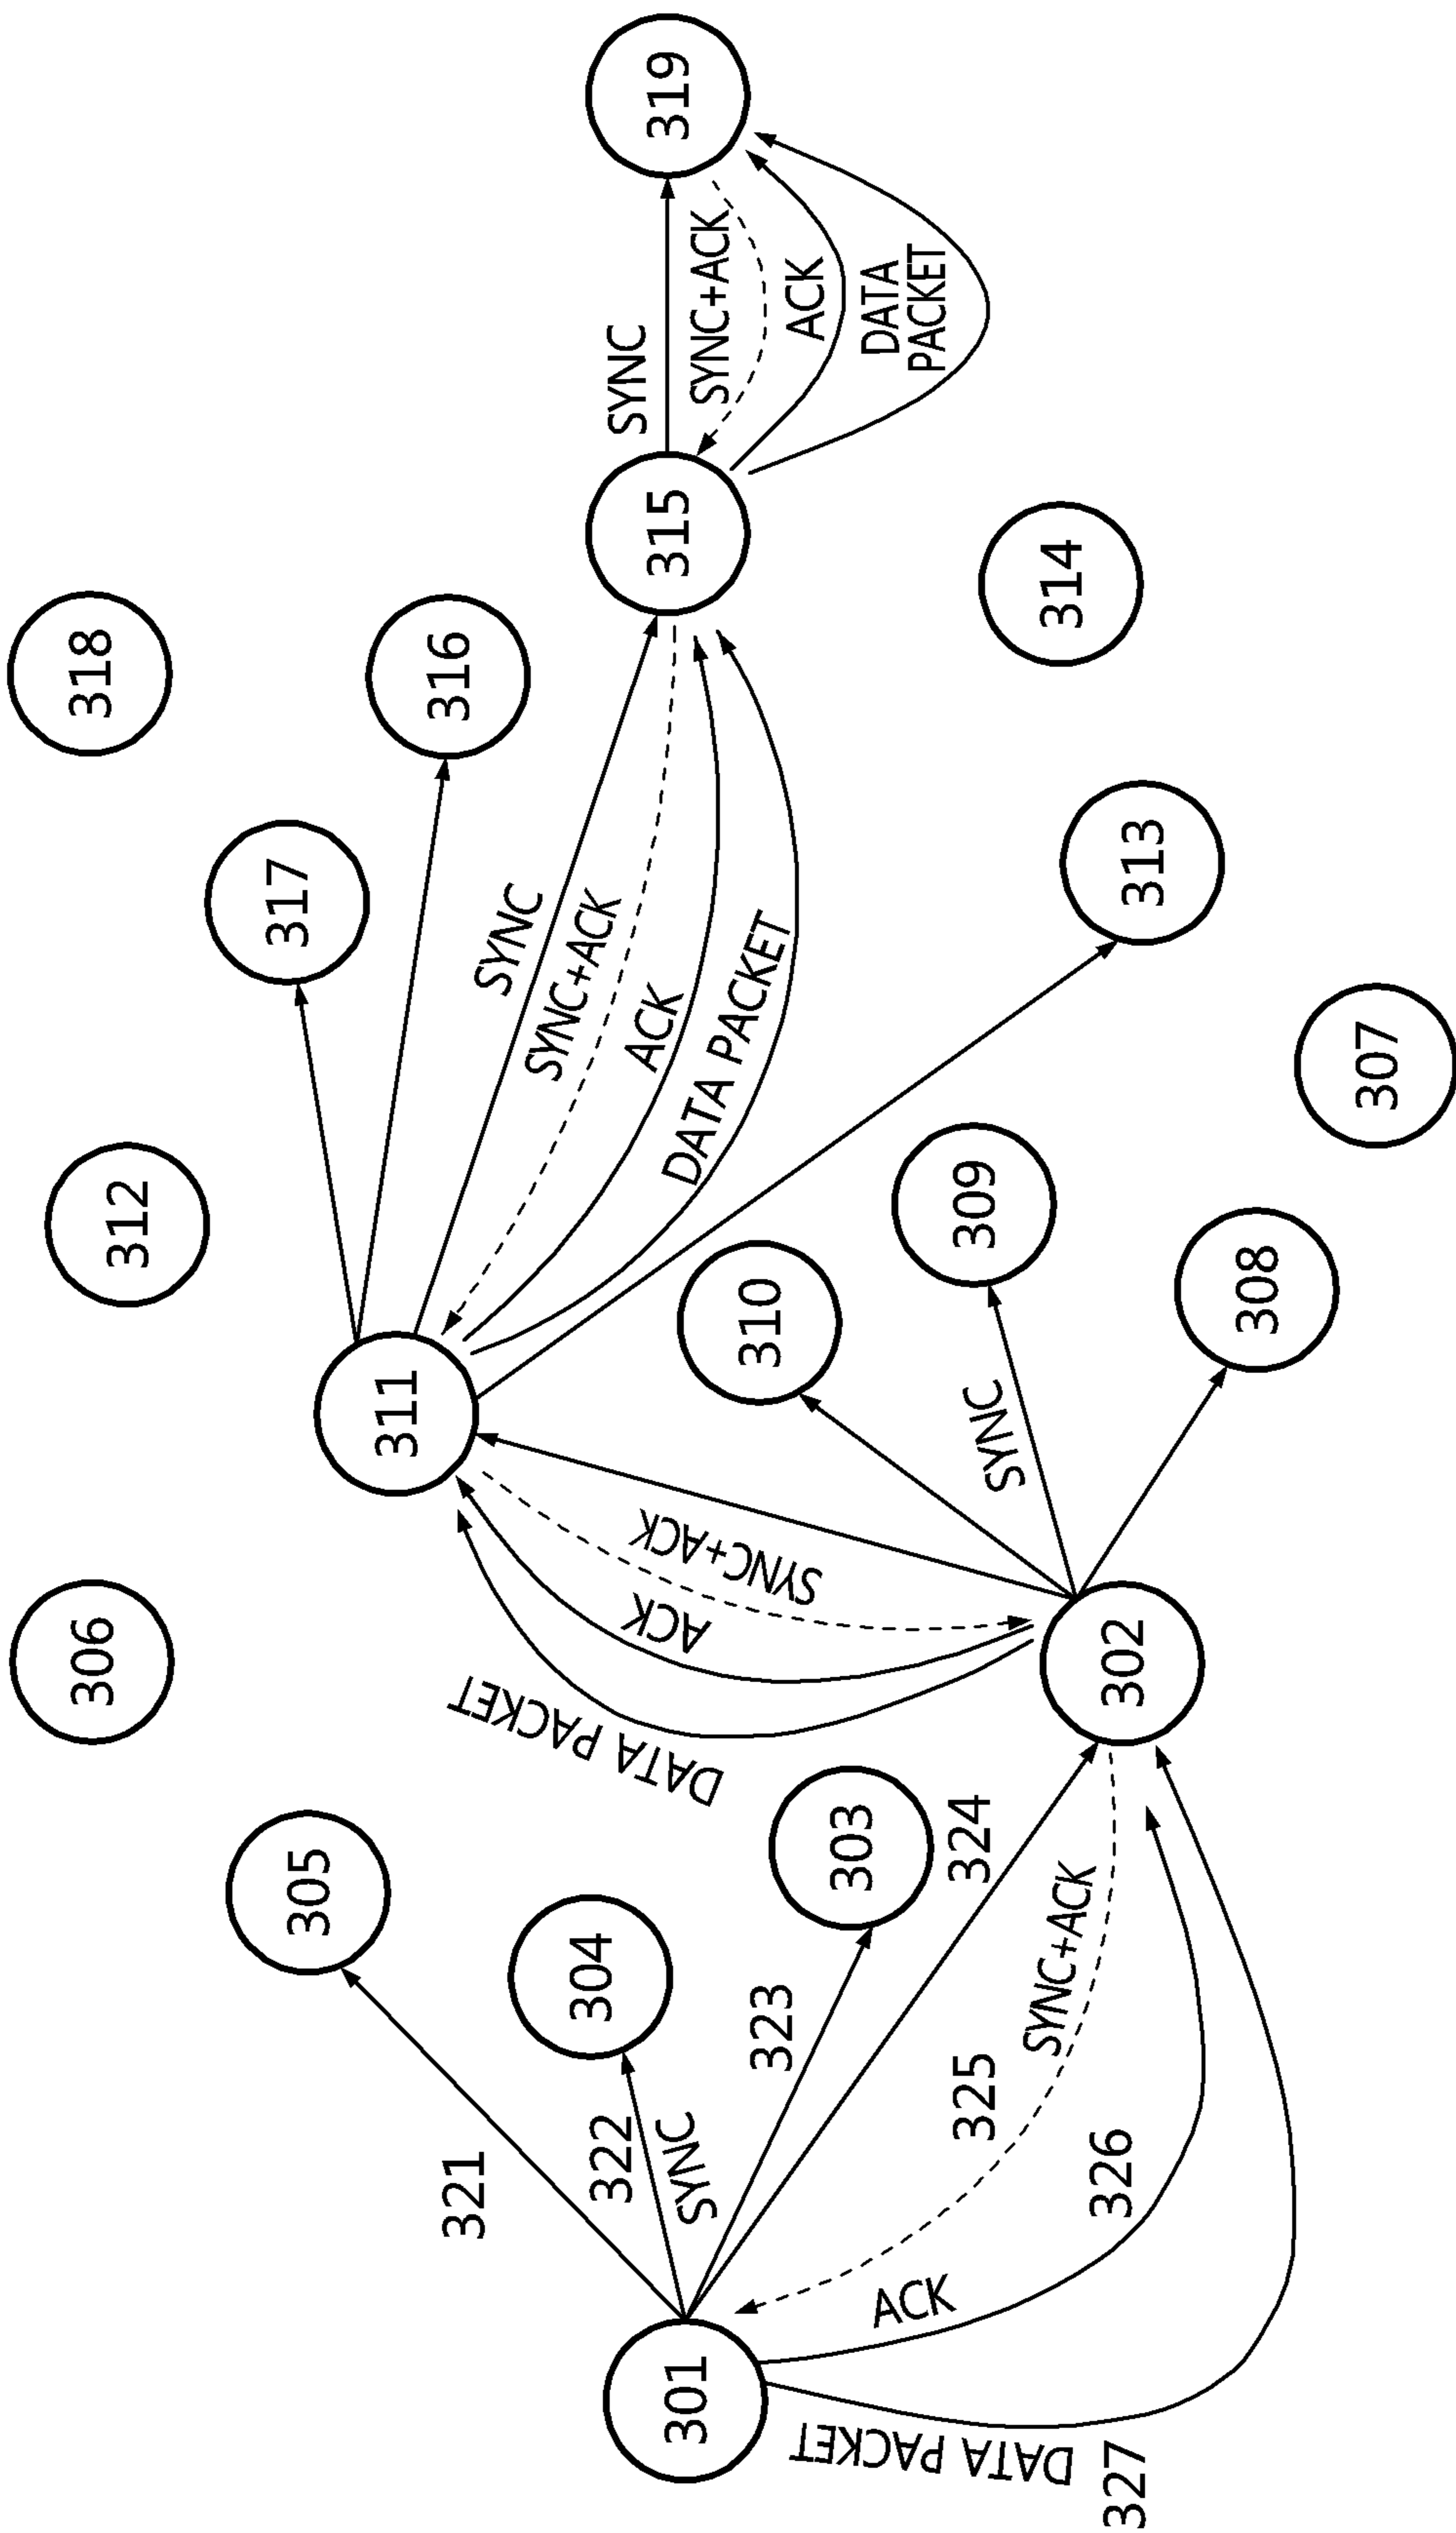 301
321
322
SYNC
323
324
325
SYNC+ACK
326
ACK
DATA PACKET
327
305
304
303
302
306
DATA PACKET
ACK
SYNC+ACK
SYNC
311
310
309
308
312
307
SYNC
SYNC+ACK
ACK
DATA PACKET
317
313
318
316
314
315
SYNC
SYNC+ACK
ACK
DATA
PACKET
319